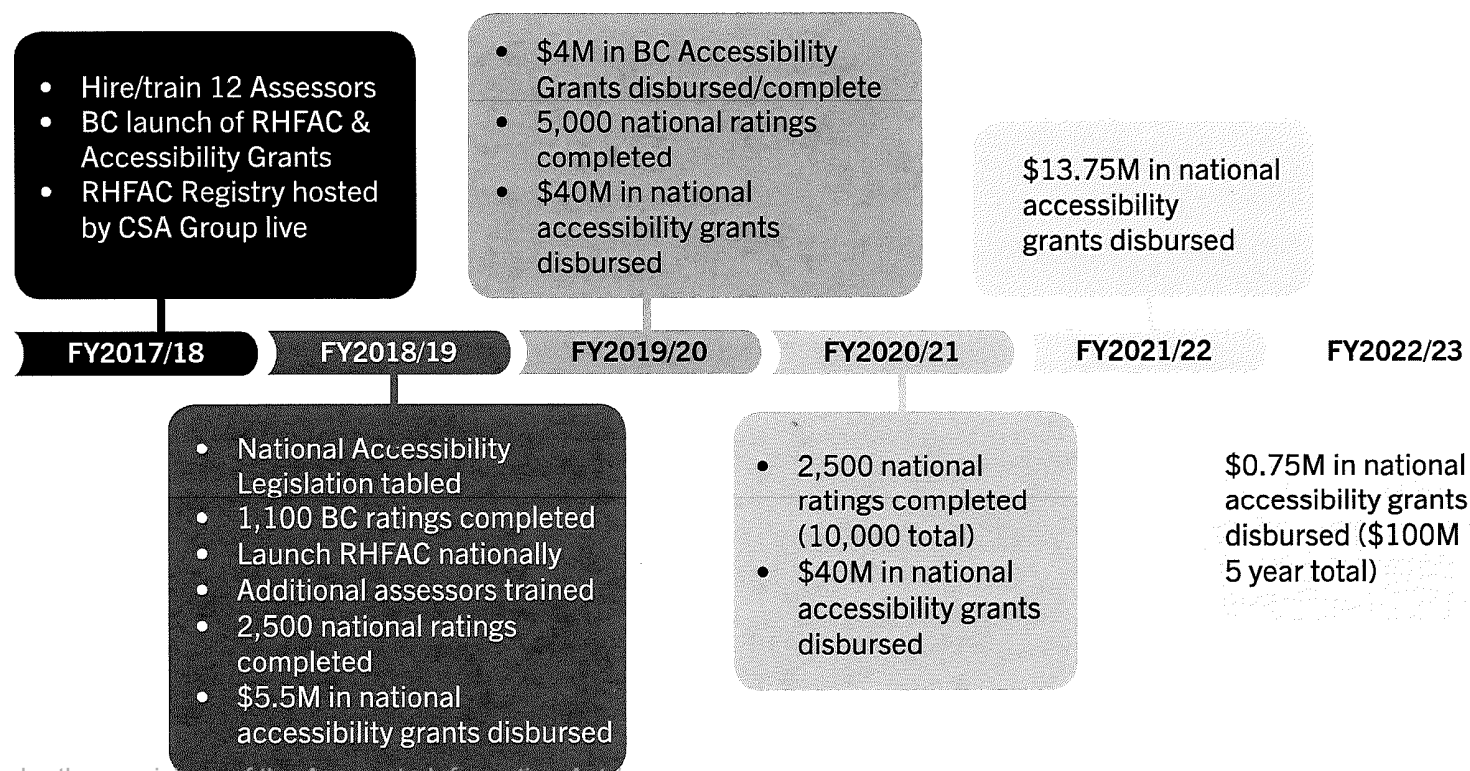 • Hire/train 12 Assessors
• BC launch of RHFAC &
Accessibility Grants
• RHFAC Registry hosted
by CSA Group live
• $4M in BC Accessibility
Grants disbursed/complete
• 5,000 national ratings
completed
• $40M in national
accessibility grants
disbursed
$13.75M in national
accessibility
grants disbursed
FY2017/18
FY2018/19
FY2019/20
FY2020/21
FY2021/22
FY2022/23
• National Accessibility
Legislation tabled
• 1,100 BC ratings completed
• Launch RHFAC nationally
• Additional assessors trained
• 2,500 national ratings
completed
• $5.5M in national
accessibility grants disbursed
• 2,500 national
ratings completed
(10,000 total)
• $40M in national
accessibility grants
disbursed
$0.75M in national
accessibility grants
disbursed ($100M
5 year total)